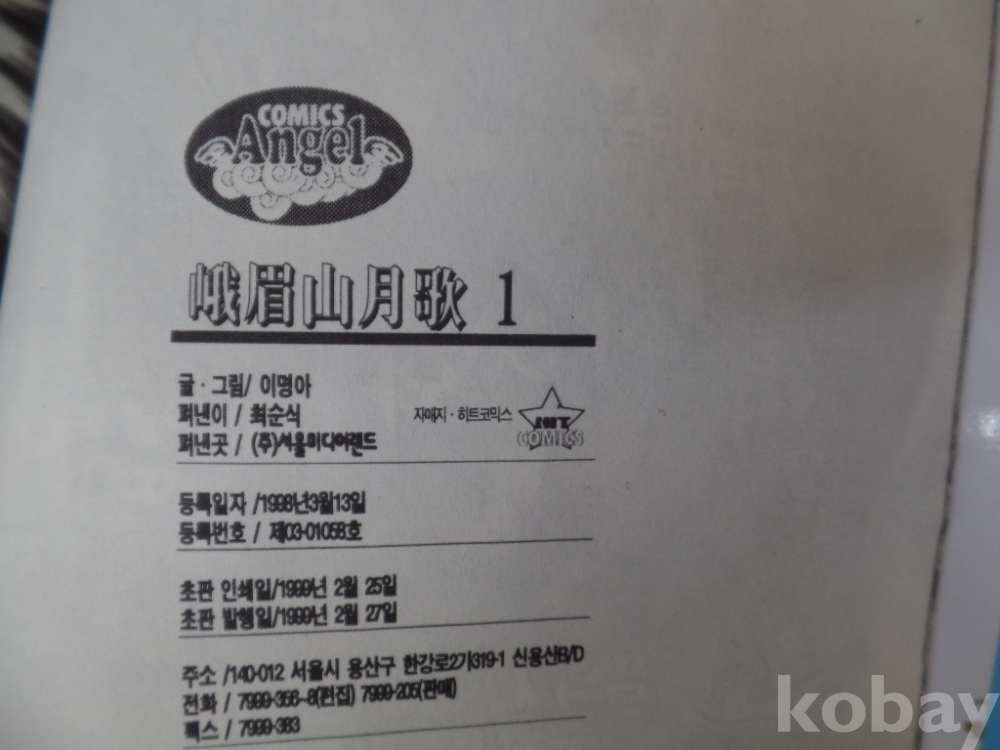 COMICS
Angel
峨眉山月歌 1
글·그림/ 이명아
펴낸이 / 최순식
자매지·히트코믹스
HIT
COMICS
펴낸곳 / (주)서울미디어랜드
등록일자 /1998년3월13일
등록번호 / 제03-01058호
초판 인쇄일/1999년 2월 25일
초판 발행일/1999년 2월 27일
주소 /140-012 서울시 용산구 한강로2가319-1 신용산B/D
전화 / 7999-356~8(편집) 7999-205(판매)
팩스 / 7999-383
kobay